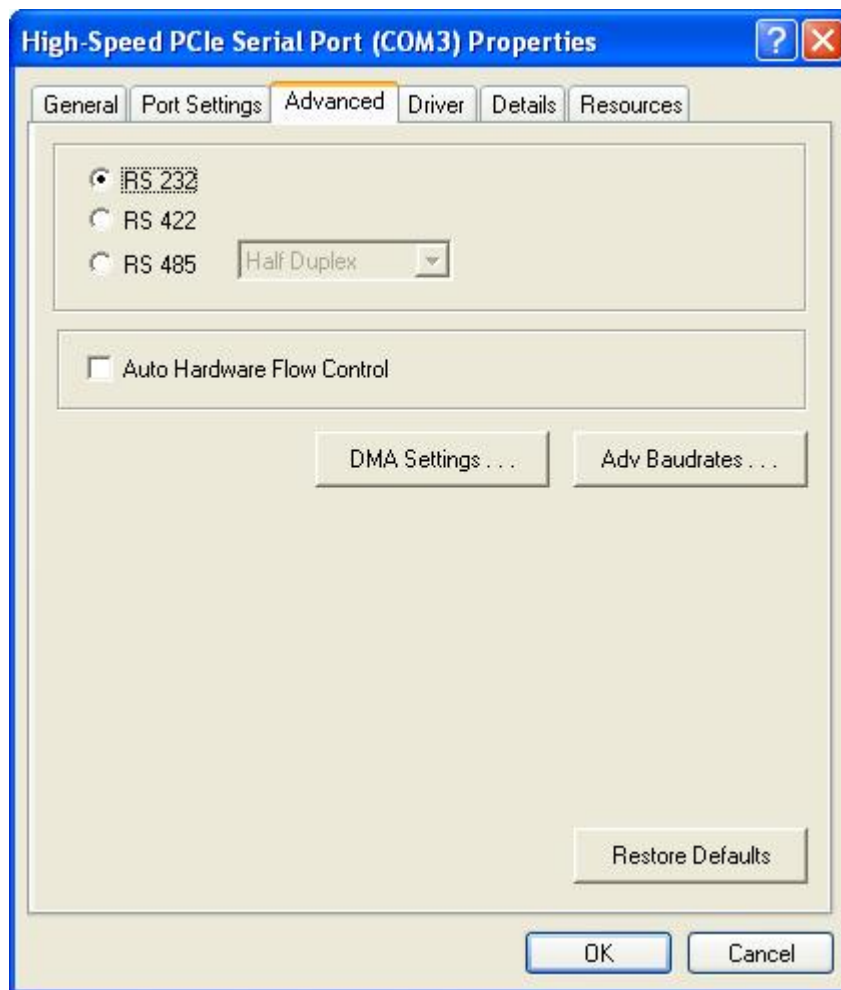 High-Speed PCIe Serial Port (COM3) Properties
General Port Settings Advanced Driver Details Resources
RS 232
RS 422
RS 485 Half Duplex
Auto Hardware Flow Control
DMA Settings . . . Adv Baudrates . . .
Restore Defaults
OK Cancel